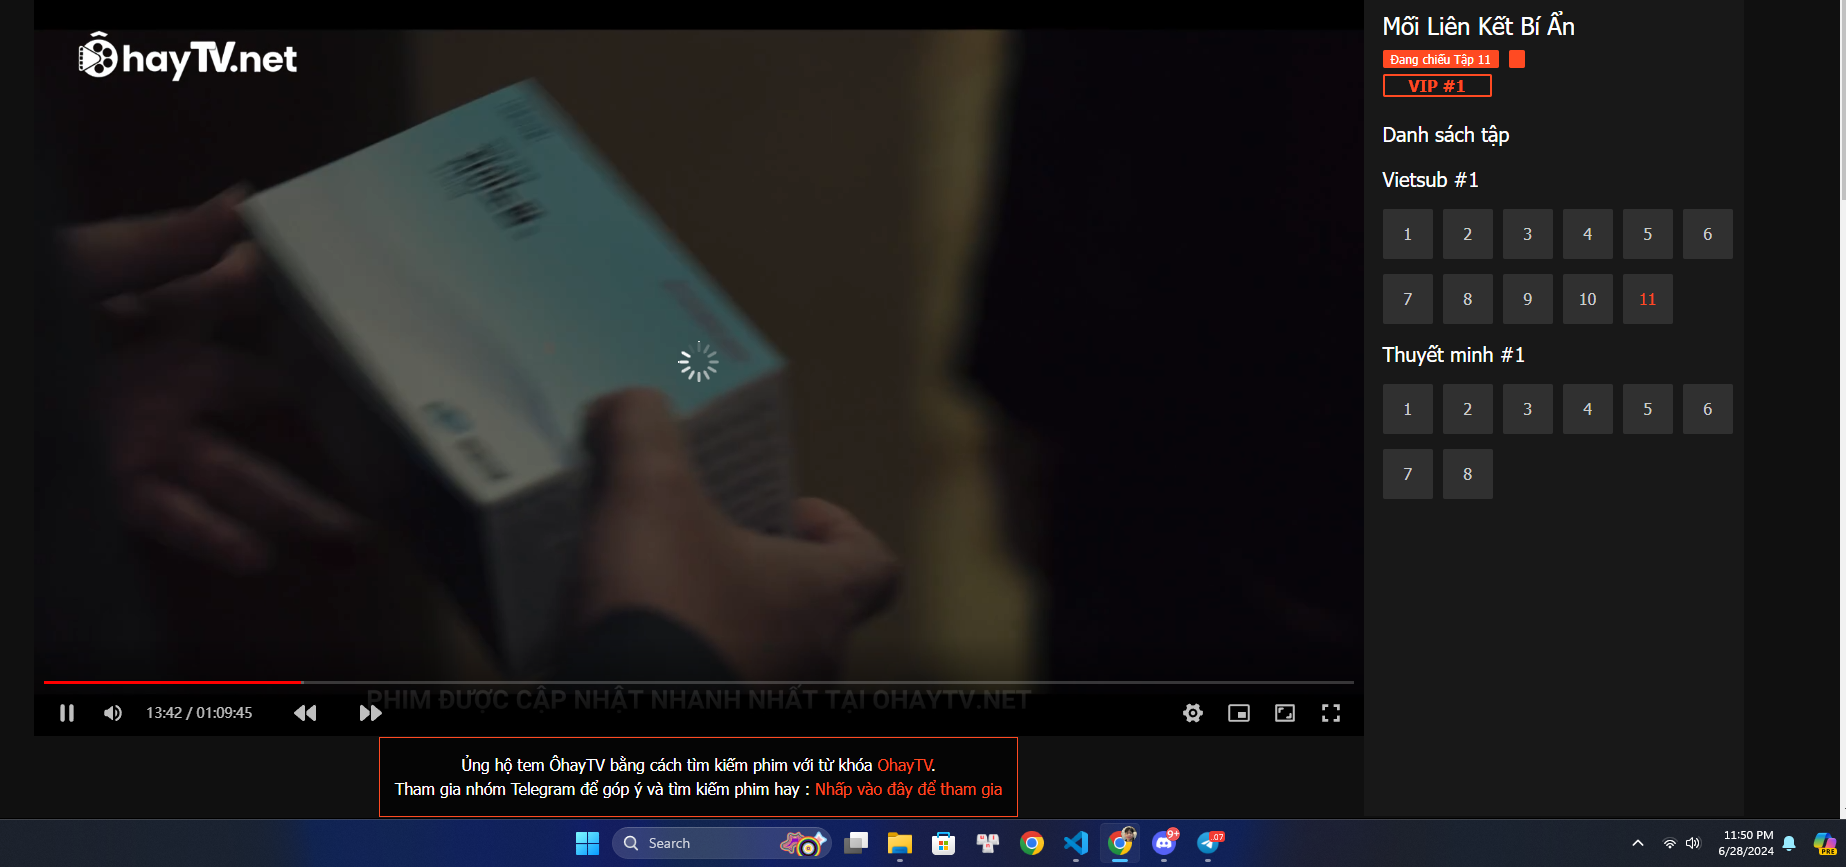 ÔhayTV.net
PHIM ĐƯỢC CẬP NHẬT NHANH NHẤT TẠI OHAYTV.NET
13:42 / 01:09:45
Ủng hộ tem ÔhayTV bằng cách tìm kiếm phim với từ khóa OhayTV.
Tham gia nhóm Telegram để góp ý và tìm kiếm phim hay : Nhấp vào đây để tham gia
Mối Liên Kết Bí Ẩn
Đang chiếu Tập 11
VIP #1
Danh sách tập
Vietsub #1
1 2 3 4 5 6
7 8 9 10 11
Thuyết minh #1
1 2 3 4 5 6
7 8
Search
9+
07
11:50 PM
6/28/2024
PRE